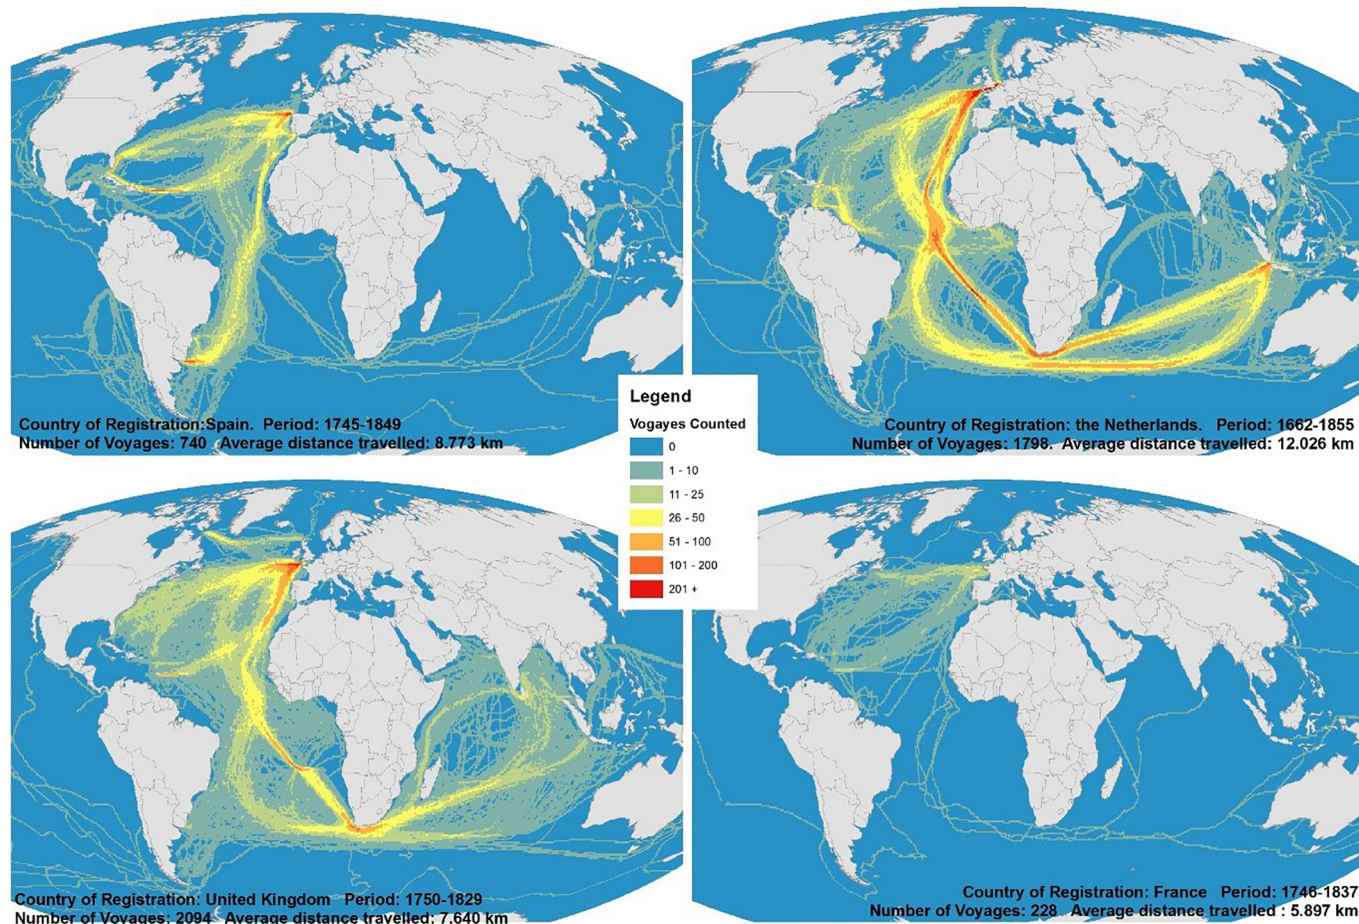 Country of Registration:Spain.  Period: 1745-1849
Number of Voyages: 740  Average distance travelled: 8.773 km
Country of Registration: the Netherlands.  Period: 1662-1855
Number of Voyages: 1798.  Average distance travelled: 12.026 km
Legend
Vogayes Counted
0
1 - 10
11 - 25
26 - 50
51 - 100
101 - 200
201 +
Country of Registration: United Kingdom  Period: 1750-1829
Number of Voyages: 2094  Average distance travelled: 7.640 km
Country of Registration: France  Period: 1746-1837
Number of Voyages: 228  Average distance travelled : 5.897 km